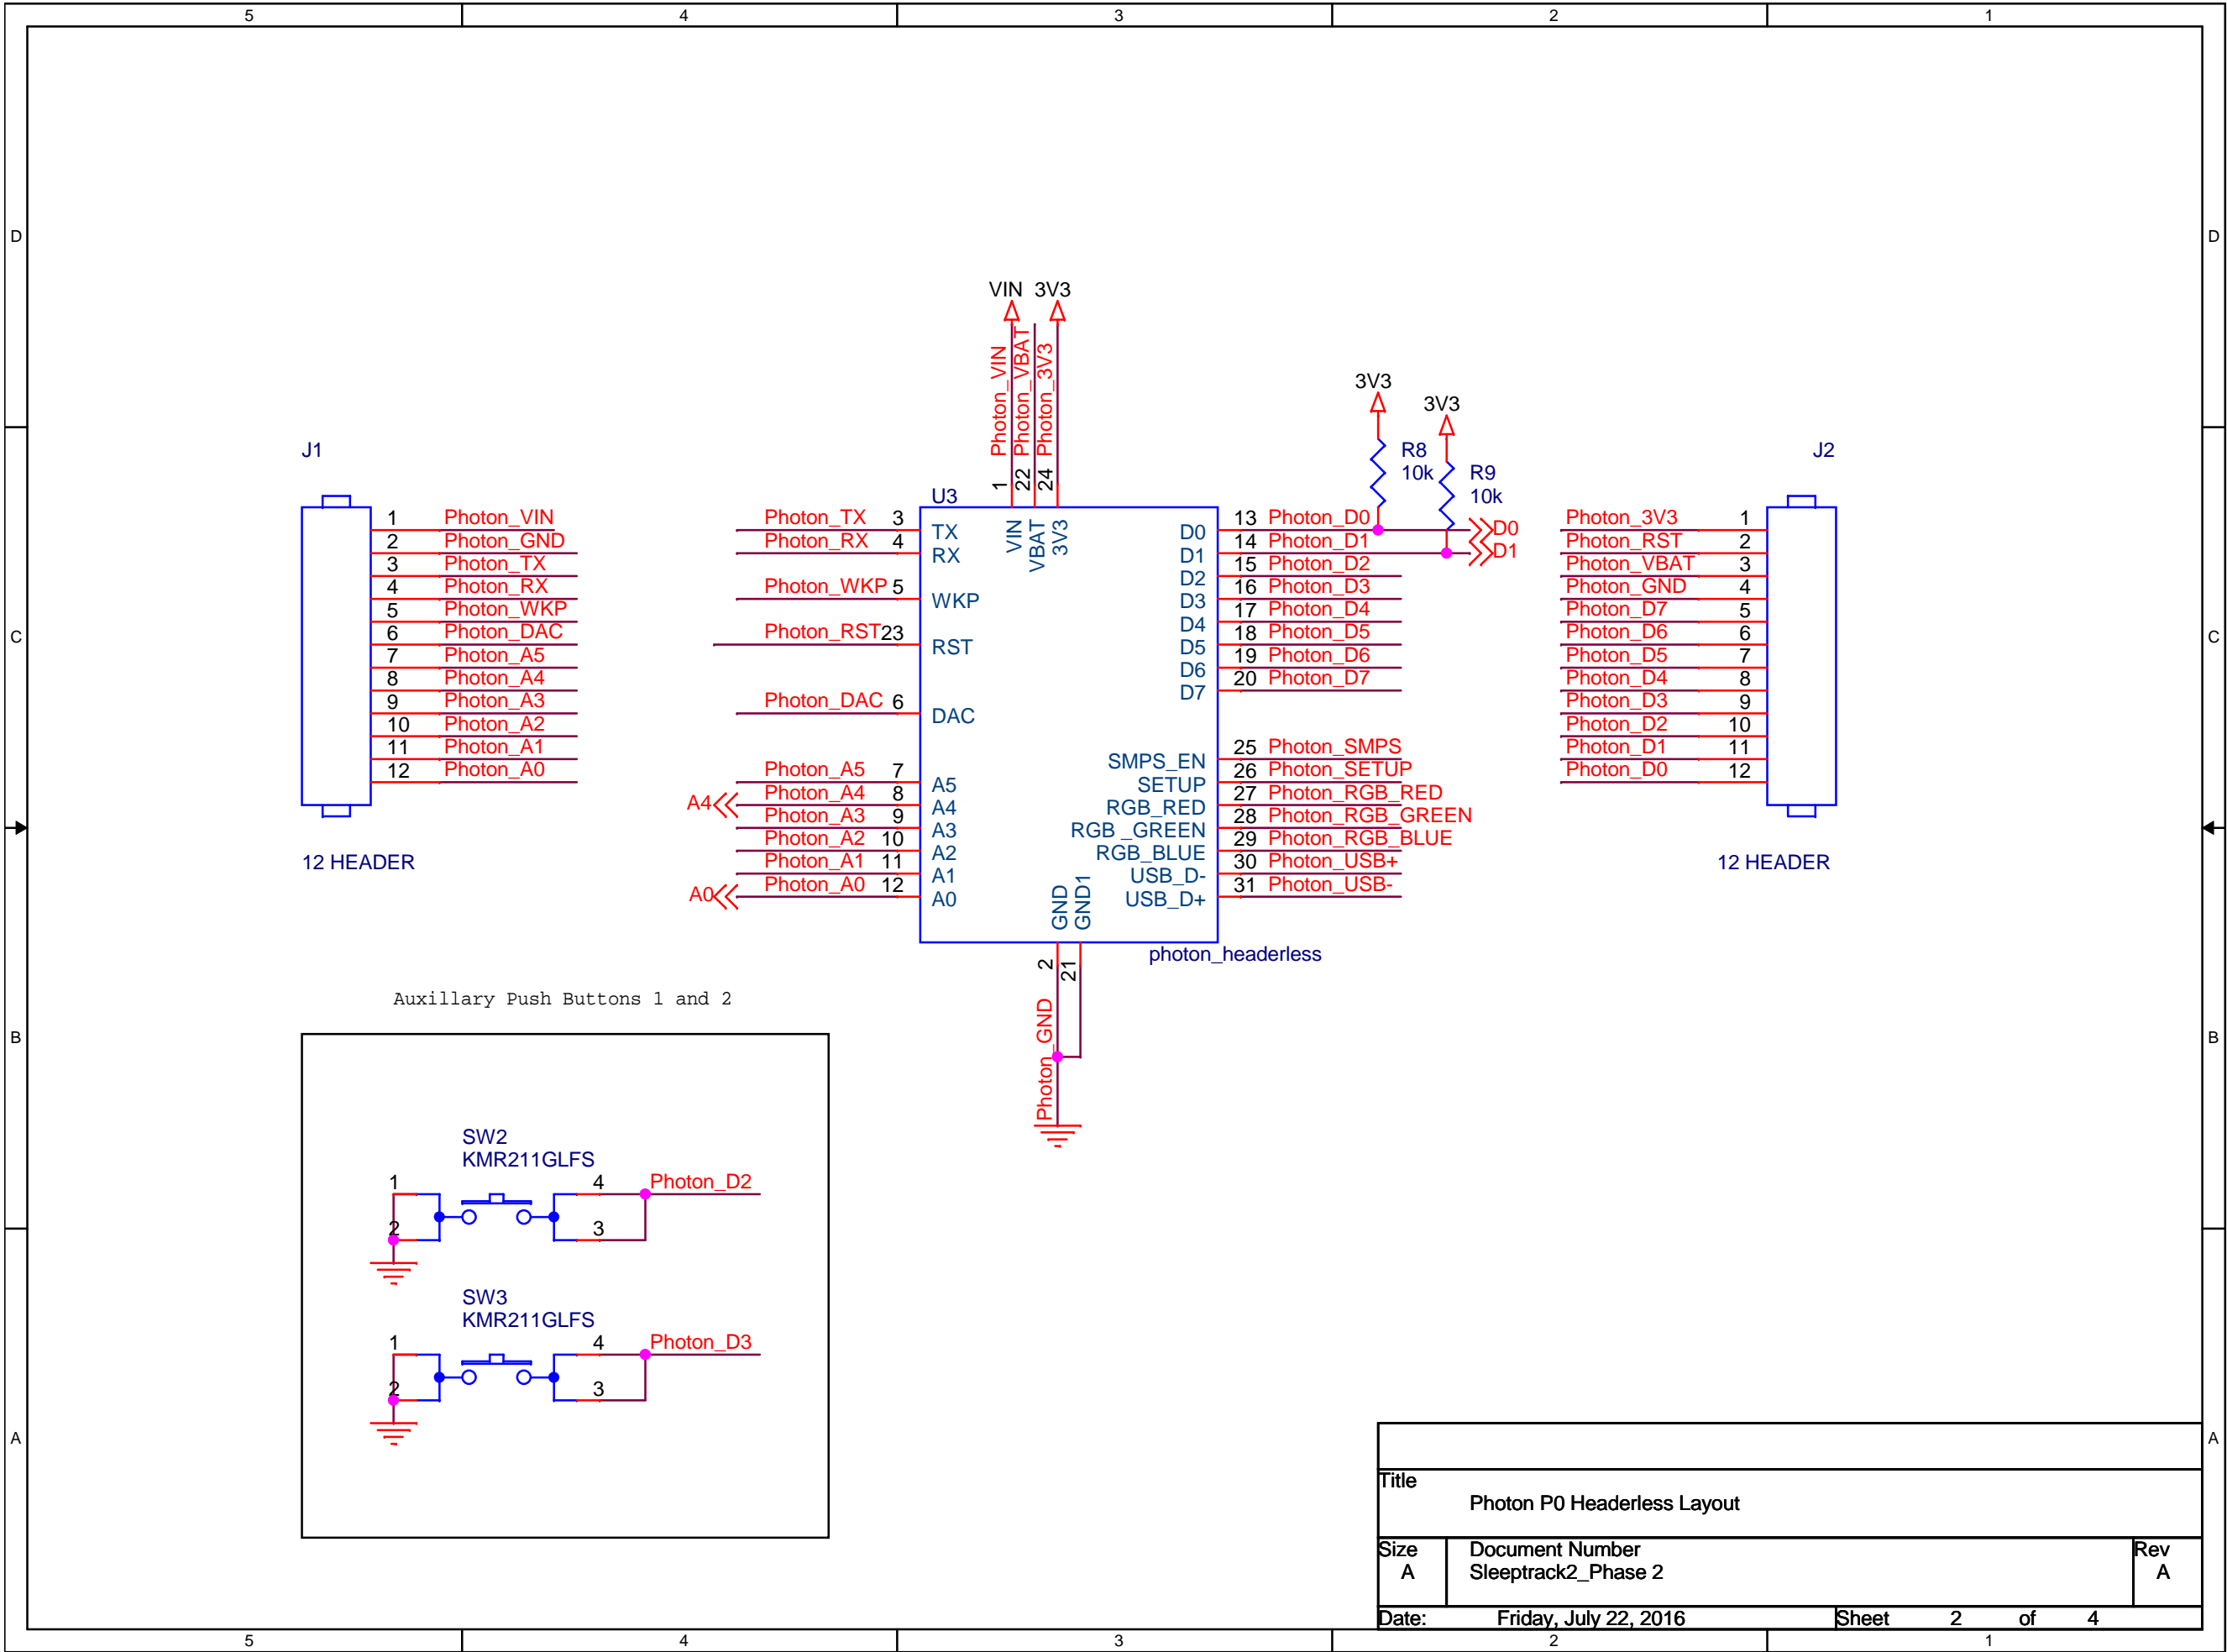 5 4 3 2 1
D D
C C
B B
A A
VIN 3V3
Photon_VIN
Photon_VBAT
Photon_3V3
1
22
24
3V3
3V3
R8
10k
R9
10k
J1
1 Photon_VIN
2 Photon_GND
3 Photon_TX
4 Photon_RX
5 Photon_WKP
6 Photon_DAC
7 Photon_A5
8 Photon_A4
9 Photon_A3
10 Photon_A2
11 Photon_A1
12 Photon_A0
12 HEADER
U3
Photon_TX 3 TX
Photon_RX 4 RX
Photon_WKP 5 WKP
Photon_RST 23 RST
Photon_DAC 6 DAC
Photon_A5 7 A5
A4 Photon_A4 8 A4
Photon_A3 9 A3
Photon_A2 10 A2
Photon_A1 11 A1
A0 Photon_A0 12 A0
VIN
VBAT
3V3
D0 13 Photon_D0 D0
D1 14 Photon_D1 D1
D2 15 Photon_D2
D3 16 Photon_D3
D4 17 Photon_D4
D5 18 Photon_D5
D6 19 Photon_D6
D7 20 Photon_D7
SMPS_EN 25 Photon_SMPS
SETUP 26 Photon_SETUP
RGB_RED 27 Photon_RGB_RED
RGB _GREEN 28 Photon_RGB_GREEN
RGB_BLUE 29 Photon_RGB_BLUE
USB_D- 30 Photon_USB+
USB_D+ 31 Photon_USB-
GND
GND1
2
21
Photon_GND
photon_headerless
J2
Photon_3V3 1
Photon_RST 2
Photon_VBAT 3
Photon_GND 4
Photon_D7 5
Photon_D6 6
Photon_D5 7
Photon_D4 8
Photon_D3 9
Photon_D2 10
Photon_D1 11
Photon_D0 12
12 HEADER
Auxillary Push Buttons 1 and 2
SW2
KMR211GLFS
1 4 Photon_D2
2 3
SW3
KMR211GLFS
1 4 Photon_D3
2 3
Title
Photon P0 Headerless Layout
Size Document Number Rev
A Sleeptrack2_Phase 2 A
Date: Friday, July 22, 2016 Sheet 2 of 4
5 4 3 2 1